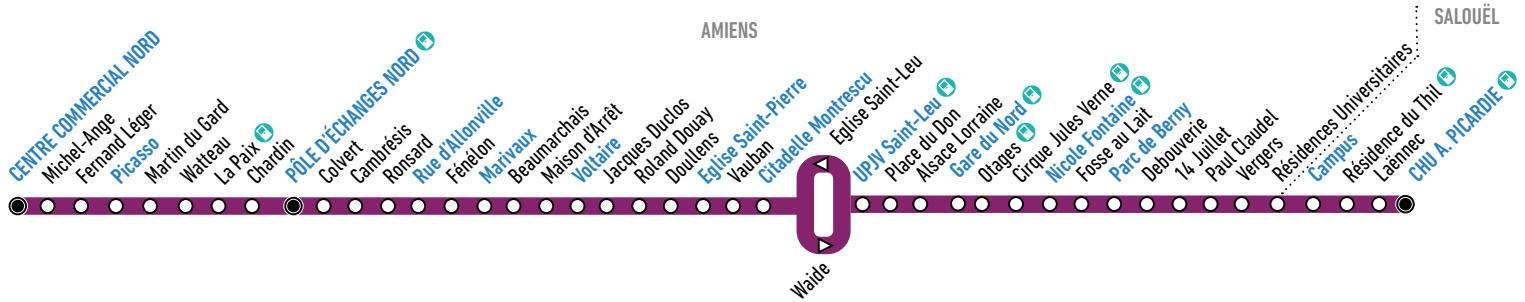 AMIENS
SALOUËL
CENTRE COMMERCIAL NORD
Michel-Ange
Fernand Léger
Picasso
Martin du Gard
Watteau
La Paix
Chardin
PÔLE D'ÉCHANGES NORD
Colvert
Cambrésis
Ronsard
Rue d'Allonville
Fénélon
Marivaux
Beaumarchais
Maison d'Arrêt
Voltaire
Jacques Duclos
Roland Douay
Doullens
Eglise Saint-Pierre
Vauban
Citadelle Montrescu
Eglise Saint-Leu
Waide
UPJV Saint-Leu
Place du Don
Alsace Lorraine
Gare du Nord
Otages
Cirque Jules Verne
Nicole Fontaine
Fosse au Lait
Parc de Berny
Debouverie
14 Juillet
Paul Claudel
Vergers
Résidences Universitaires
Campus
Résidence du Thil
Laënnec
CHU A. PICARDIE